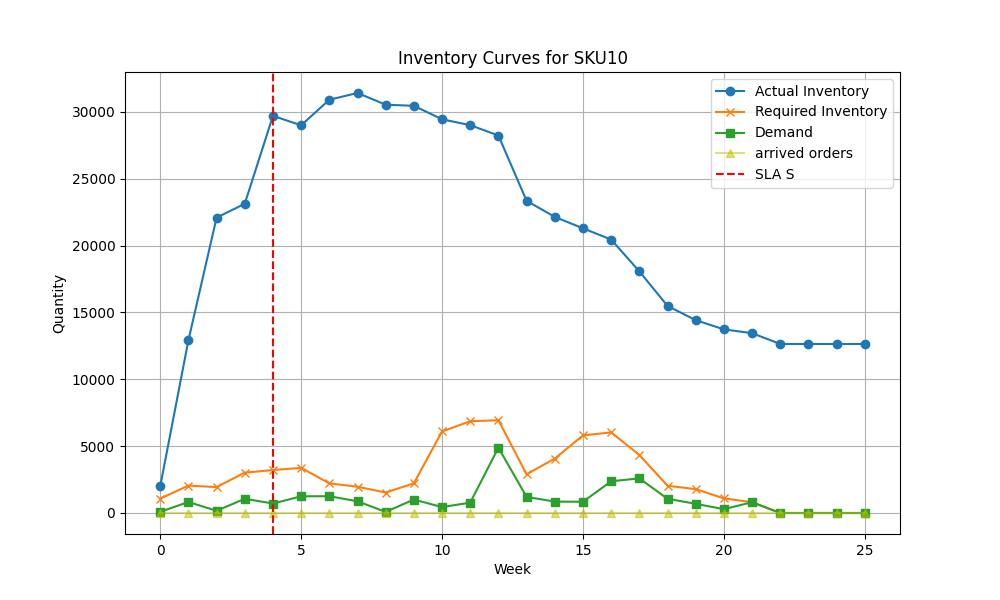 Inventory Curves for SKU10
Actual Inventory
Required Inventory
Demand
arrived orders
SLA S
Quantity
30000
25000
20000
15000
10000
5000
0
0 5 10 15 20 25
Week